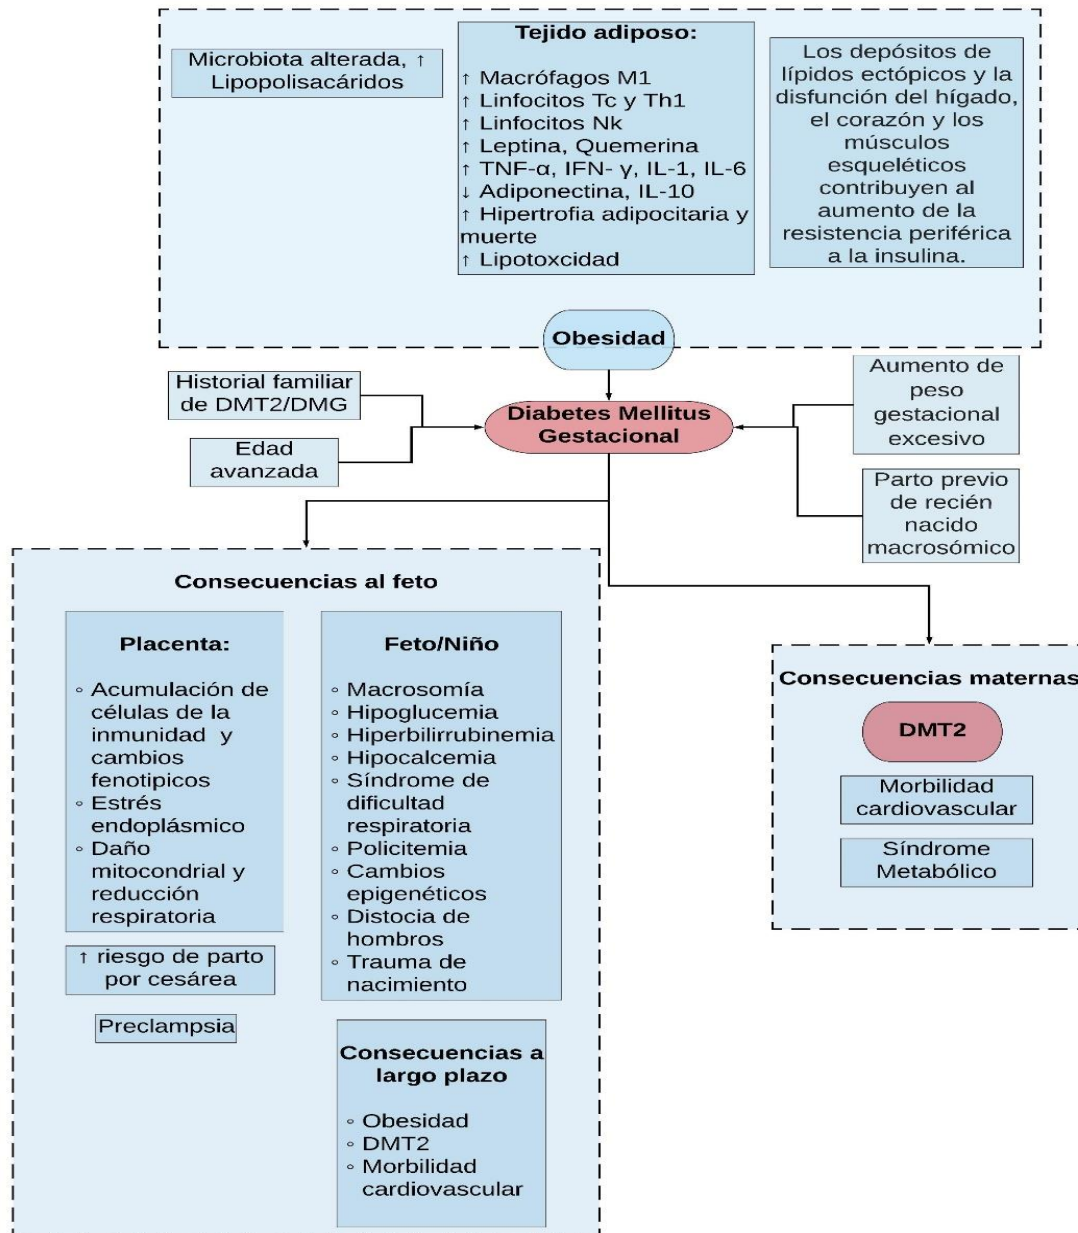 Microbiota alterada, ↑
Lipopolisacáridos
Tejido adiposo:
↑ Macrófagos M1
↑ Linfocitos Tc y Th1
↑ Linfocitos Nk
↑ Leptina, Quemerina
↑ TNF-α, IFN- γ, IL-1, IL-6
↓ Adiponectina, IL-10
↑ Hipertrofia adipocitaria y
muerte
↑ Lipotoxcidad
Los depósitos de
lípidos ectópicos y la
disfunción del hígado,
el corazón y los
músculos
esqueléticos
contribuyen al
aumento de la
resistencia periférica
a la insulina.
Obesidad
Historial familiar
de DMT2/DMG
Edad
avanzada
Diabetes Mellitus
Gestacional
Aumento de
peso
gestacional
excesivo
Parto previo
de recién
nacido
macrosómico
Consecuencias al feto
Placenta:
◦ Acumulación de
células de la
inmunidad y
cambios
fenotipicos
◦ Estrés
endoplásmico
◦ Daño
mitocondrial y
reducción
respiratoria
↑ riesgo de parto
por cesárea
Preclampsia
Feto/Niño
◦ Macrosomía
◦ Hipoglucemia
◦ Hiperbilirrubinemia
◦ Hipocalcemia
◦ Síndrome de
dificultad
respiratoria
◦ Policitemia
◦ Cambios
epigenéticos
◦ Distocia de
hombros
◦ Trauma de
nacimiento
Consecuencias a
largo plazo
◦ Obesidad
◦ DMT2
◦ Morbilidad
cardiovascular
Consecuencias maternas
DMT2
Morbilidad
cardiovascular
Síndrome
Metabólico